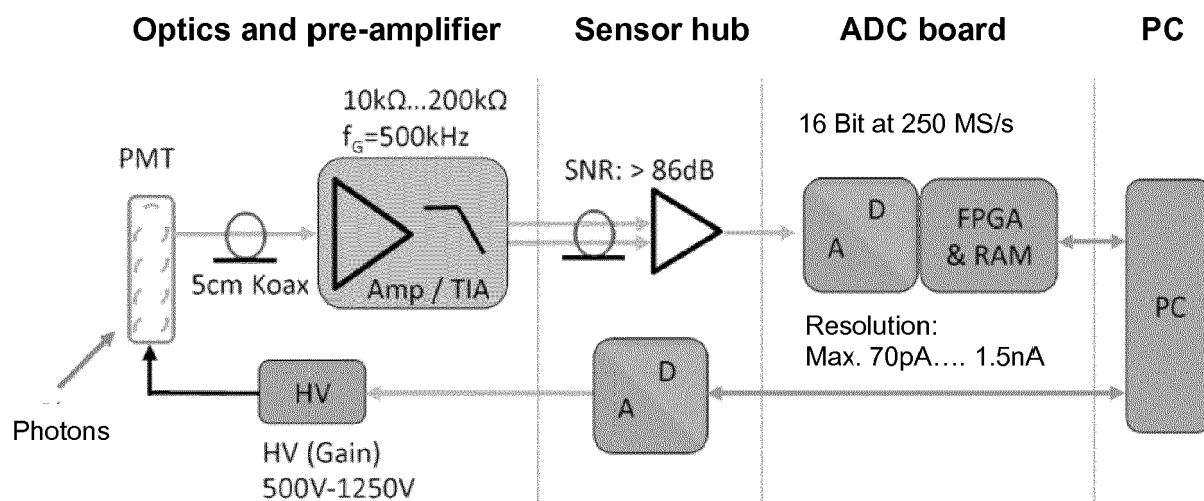 Optics and pre-amplifier
Sensor hub
ADC board
PC
10kΩ...200kΩ
f_G=500kHz
16 Bit at 250 MS/s
PMT
SNR: > 86dB
D
A
FPGA
& RAM
5cm Koax
Amp / TIA
PC
Resolution:
Max. 70pA.... 1.5nA
HV
D
A
Photons
HV (Gain)
500V-1250V